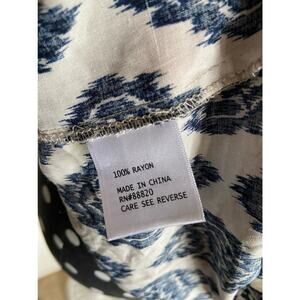 100% RAYON
MADE IN CHINA
RN#88820
CARE SEE REVERSE